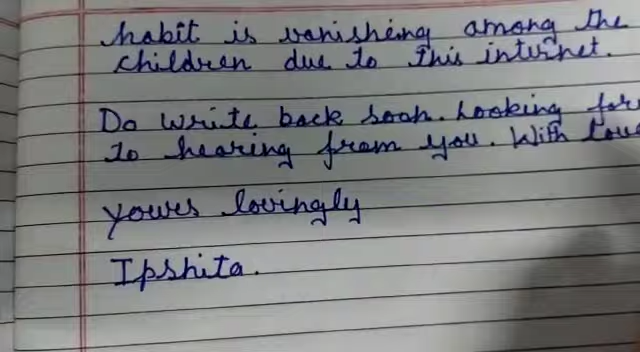 habit is vanishing among the
children due to this internet.
Do write back soon. Looking for
to hearing from you. With Love
yours lovingly
Ipshita.